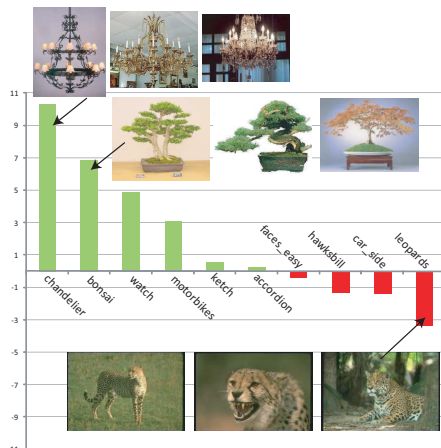 11
9
7
5
3
1
-1
-3
-5
-7
-9
chandelier
bonsai
watch
motorbikes
ketch
accordion
faces_easy
hawksbill
car_side
leopards